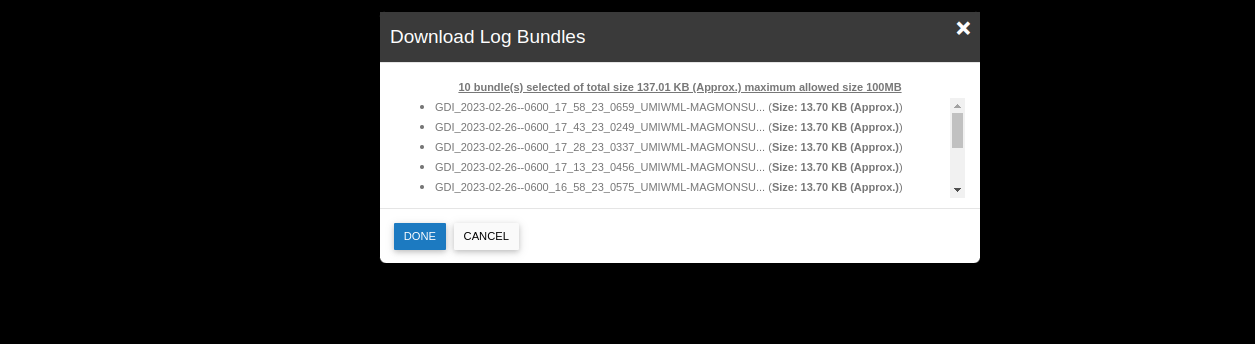 Download Log Bundles
10 bundle(s) selected of total size 137.01 KB (Approx.) maximum allowed size 100MB
GDI_2023-02-26--0600_17_58_23_0659_UMIWML-MAGMONSU... (Size: 13.70 KB (Approx.))
GDI_2023-02-26--0600_17_43_23_0249_UMIWML-MAGMONSU... (Size: 13.70 KB (Approx.))
GDI_2023-02-26--0600_17_28_23_0337_UMIWML-MAGMONSU... (Size: 13.70 KB (Approx.))
GDI_2023-02-26--0600_17_13_23_0456_UMIWML-MAGMONSU... (Size: 13.70 KB (Approx.))
GDI_2023-02-26--0600_16_58_23_0575_UMIWML-MAGMONSU... (Size: 13.70 KB (Approx.))
DONE CANCEL